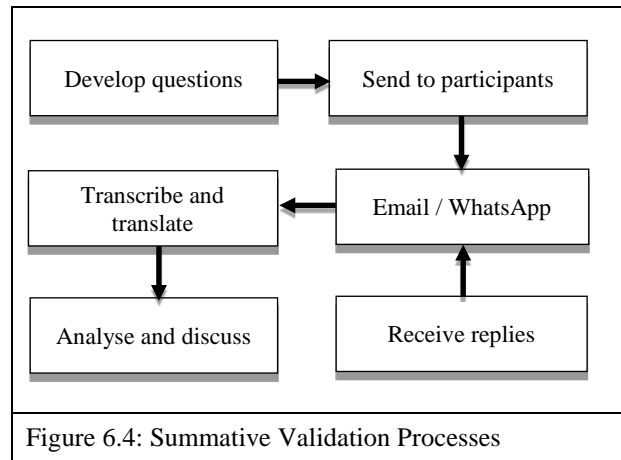 Develop questions
Send to participants
Transcribe and
translate
Email / WhatsApp
Analyse and discuss
Receive replies
Figure 6.4: Summative Validation Processes